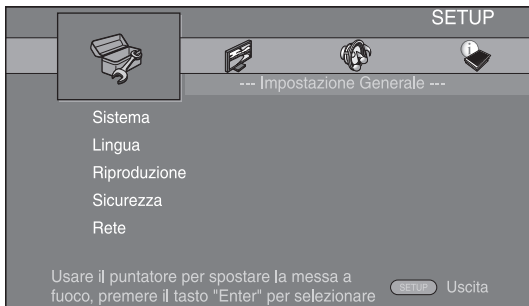 SETUP
--- Impostazione Generale ---
Sistema
Lingua
Riproduzione
Sicurezza
Rete
Usare il puntatore per spostare la messa a
fuoco, premere il tasto "Enter" per selezionare
SETUP Uscita